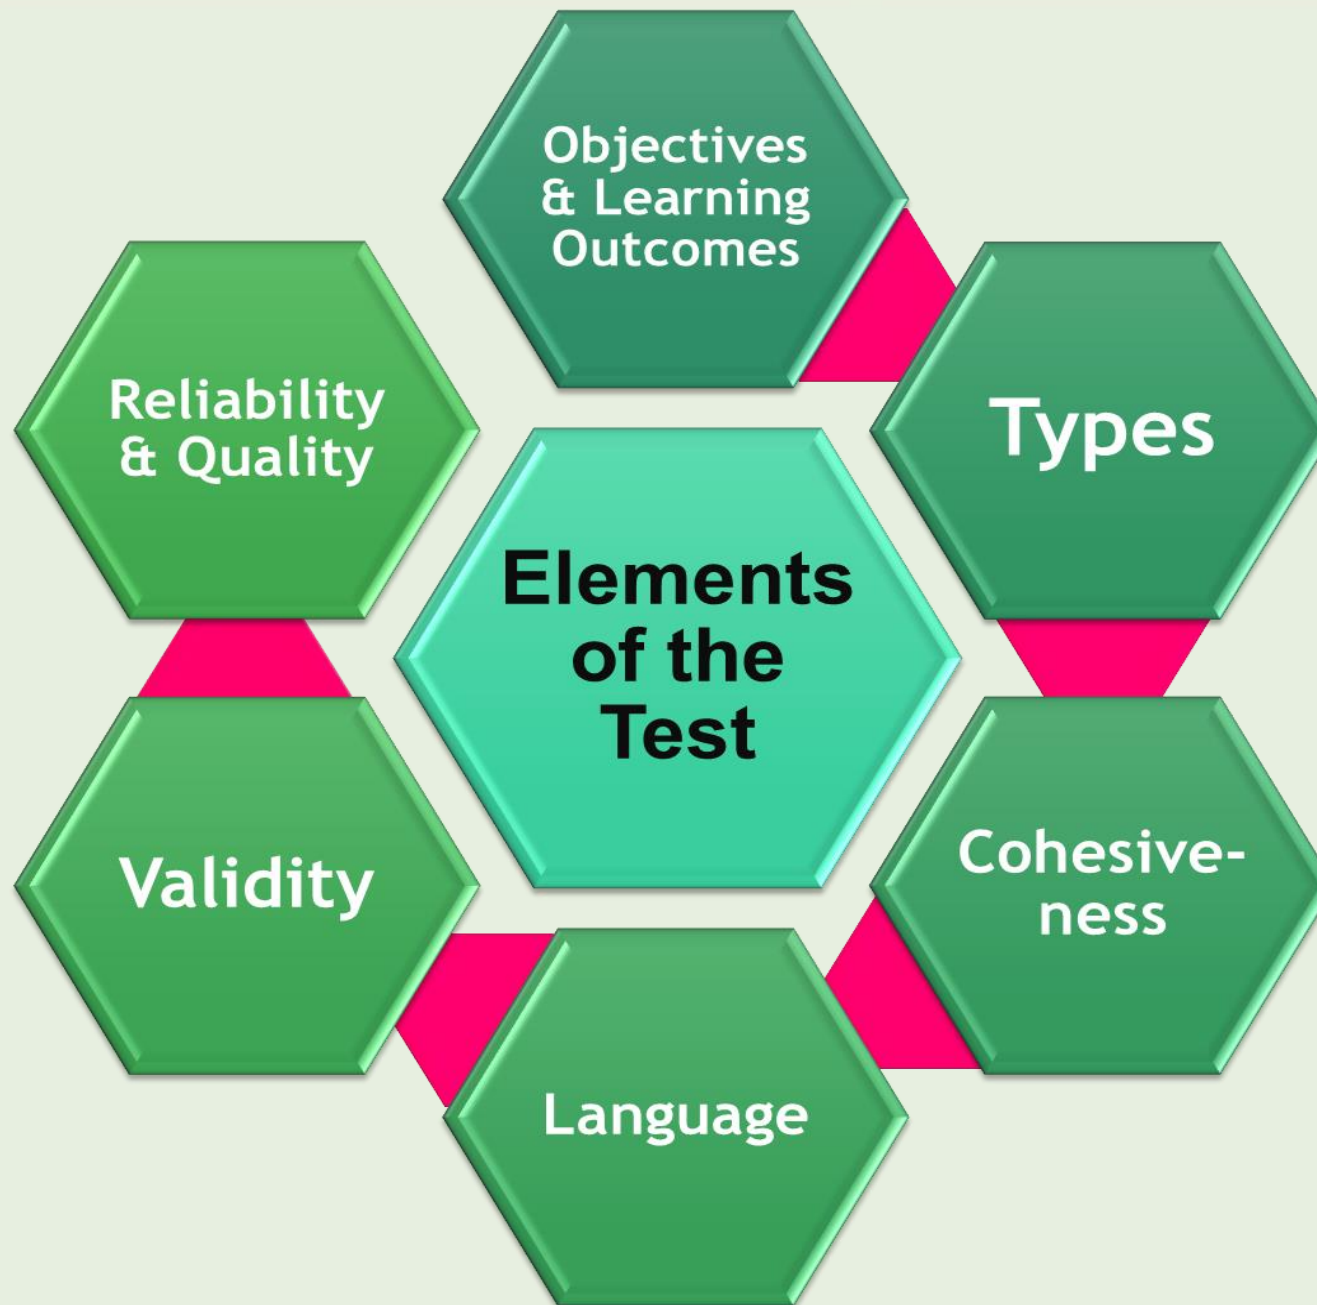 Objectives
& Learning
Outcomes
Types
Cohesive-
ness
Language
Validity
Reliability
& Quality
Elements
of the
Test